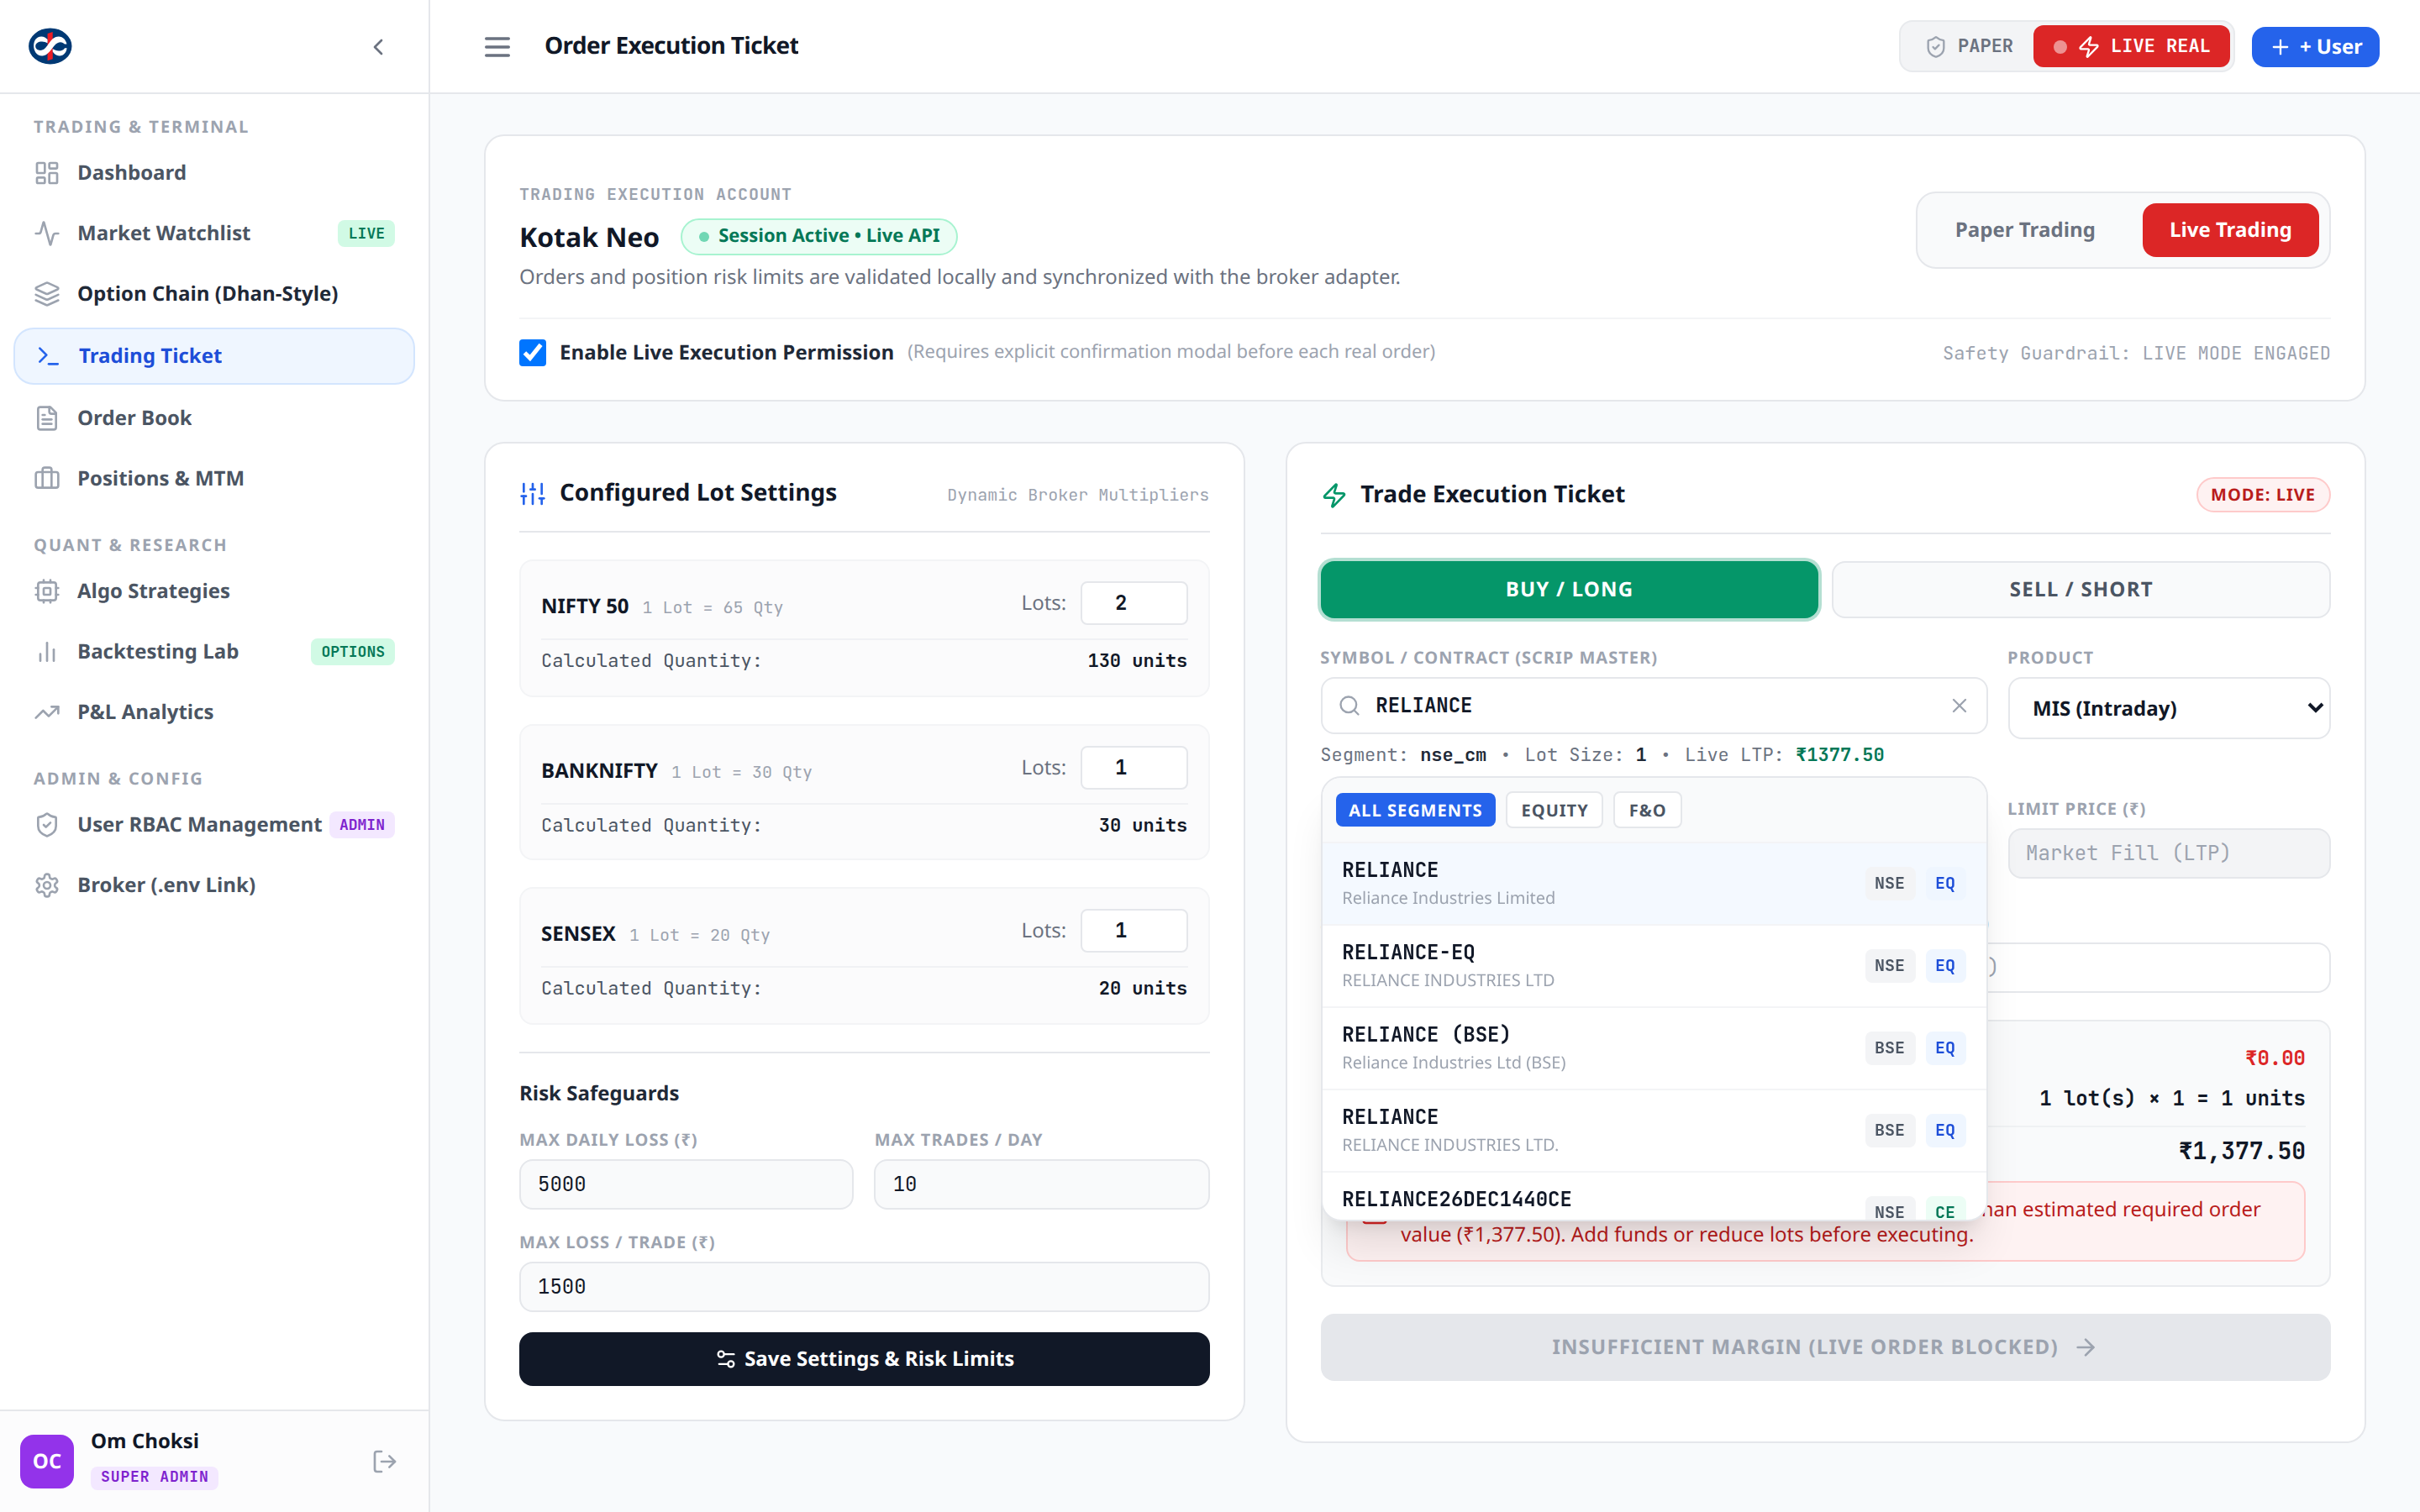 Order Execution Ticket
PAPER
LIVE REAL
+ User
TRADING & TERMINAL
Dashboard
Market Watchlist LIVE
Option Chain (Dhan-Style)
Trading Ticket
Order Book
Positions & MTM
QUANT & RESEARCH
Algo Strategies
Backtesting Lab OPTIONS
P&L Analytics
ADMIN & CONFIG
User RBAC Management ADMIN
Broker (.env Link)
OC
Om Choksi
SUPER ADMIN
TRADING EXECUTION ACCOUNT
Kotak Neo Session Active • Live API
Orders and position risk limits are validated locally and synchronized with the broker adapter.
Paper Trading Live Trading
Enable Live Execution Permission (Requires explicit confirmation modal before each real order)
Safety Guardrail: LIVE MODE ENGAGED
Configured Lot Settings Dynamic Broker Multipliers
NIFTY 50 1 Lot = 65 Qty Lots: 2
Calculated Quantity: 130 units
BANKNIFTY 1 Lot = 30 Qty Lots: 1
Calculated Quantity: 30 units
SENSEX 1 Lot = 20 Qty Lots: 1
Calculated Quantity: 20 units
Risk Safeguards
MAX DAILY LOSS (₹) MAX TRADES / DAY
5000 10
MAX LOSS / TRADE (₹)
1500
Save Settings & Risk Limits
Trade Execution Ticket MODE: LIVE
BUY / LONG SELL / SHORT
SYMBOL / CONTRACT (SCRIP MASTER) PRODUCT
RELIANCE MIS (Intraday)
Segment: nse_cm • Lot Size: 1 • Live LTP: ₹1377.50
ALL SEGMENTS EQUITY F&O
RELIANCE
Reliance Industries Limited
NSE EQ
RELIANCE-EQ
RELIANCE INDUSTRIES LTD
NSE EQ
RELIANCE (BSE)
Reliance Industries Ltd (BSE)
BSE EQ
RELIANCE
RELIANCE INDUSTRIES LTD.
BSE EQ
RELIANCE26DEC1440CE
NSE CE
LIMIT PRICE (₹)
Market Fill (LTP)
)
₹0.00
1 lot(s) × 1 = 1 units
₹1,377.50
estimated required order
value (₹1,377.50). Add funds or reduce lots before executing.
INSUFFICIENT MARGIN (LIVE ORDER BLOCKED)